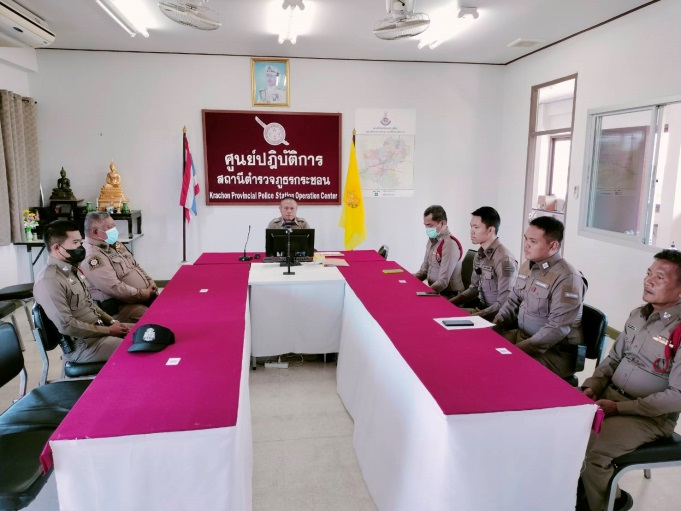 ศูนย์ปฏิบัติการ
สถานีตำรวจภูธรกระชอน
Krachon Provincial Police Station Operation Center